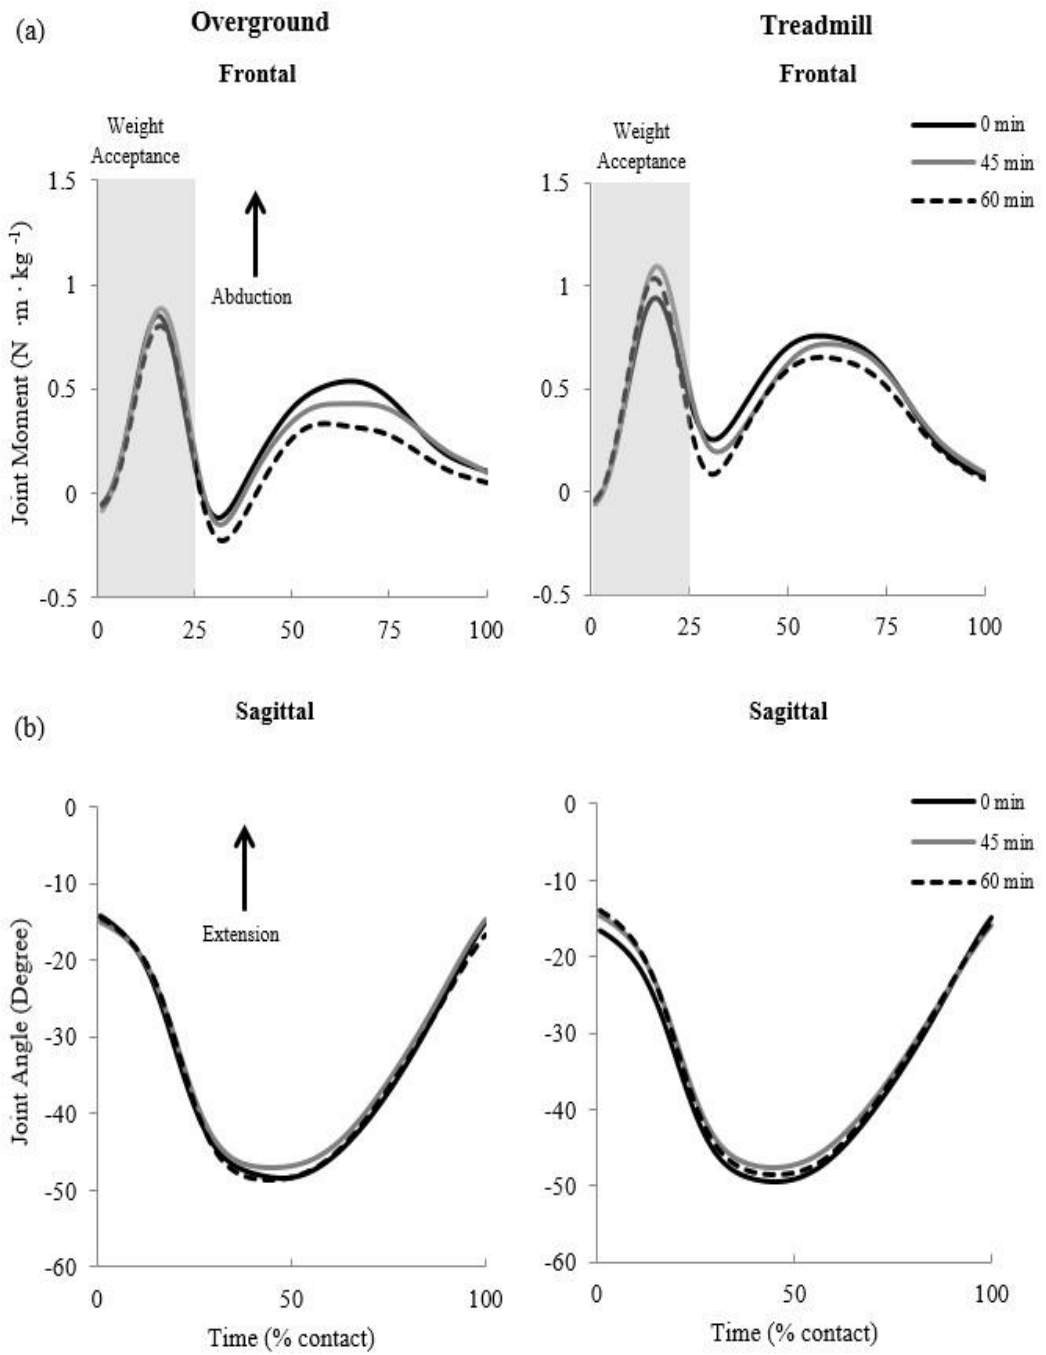 (a)
Overground
Treadmill
Frontal
Frontal
Weight
Acceptance
Weight
Acceptance
0 min
45 min
60 min
Abduction
Joint Moment (N ·m · kg ⁻¹)
1.5
1
0.5
0
-0.5
0
25
50
75
100
1.5
1
0.5
0
-0.5
0
25
50
75
100
(b)
Sagittal
Sagittal
0 min
45 min
60 min
Extension
Joint Angle (Degree)
0
-10
-20
-30
-40
-50
-60
0
50
100
Time (% contact)
0
-10
-20
-30
-40
-50
-60
0
50
100
Time (% contact)